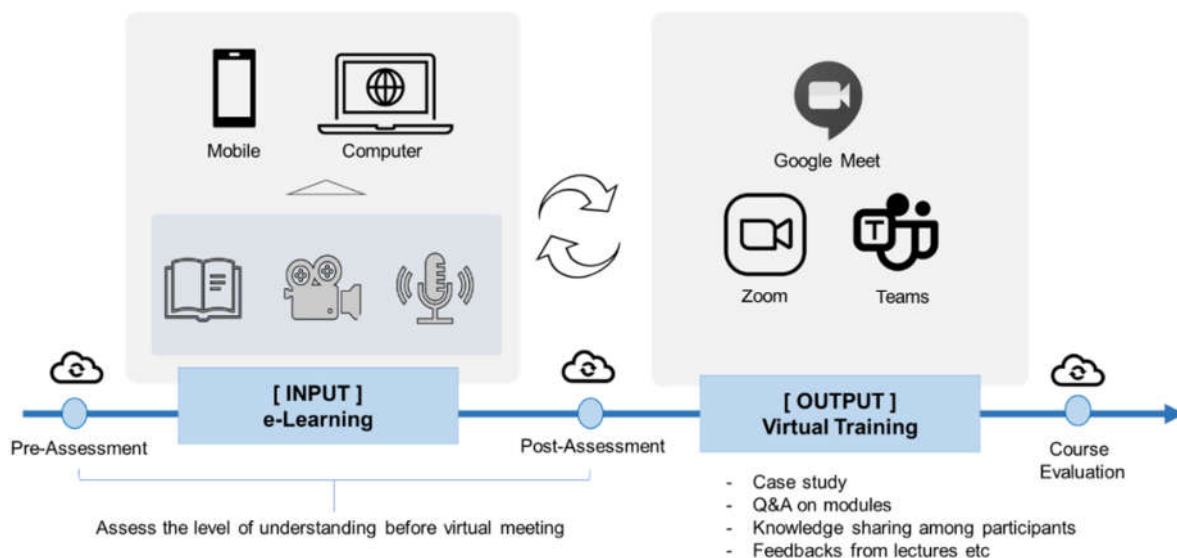 Mobile
Computer
Google Meet
T
Zoom
Teams
[ INPUT ]
e-Learning
[ OUTPUT ]
Virtual Training
Pre-Assessment
Post-Assessment
Course
Evaluation
Assess the level of understanding before virtual meeting
- Case study
- Q&A on modules
- Knowledge sharing among participants
- Feedbacks from lectures etc